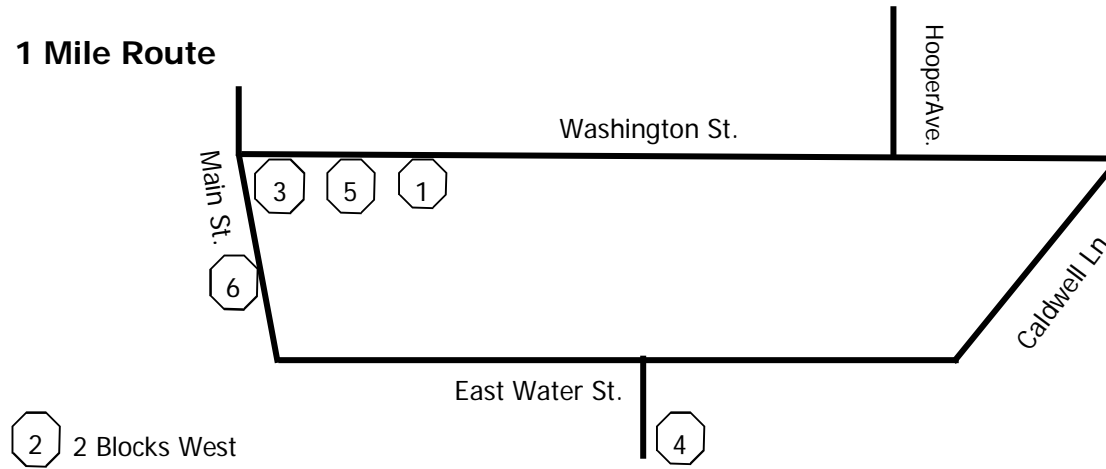 1 Mile Route
HooperAve.
Washington St.
Main St.
3
5
1
6
Caldwell Ln
East Water St.
2
2 Blocks West
4